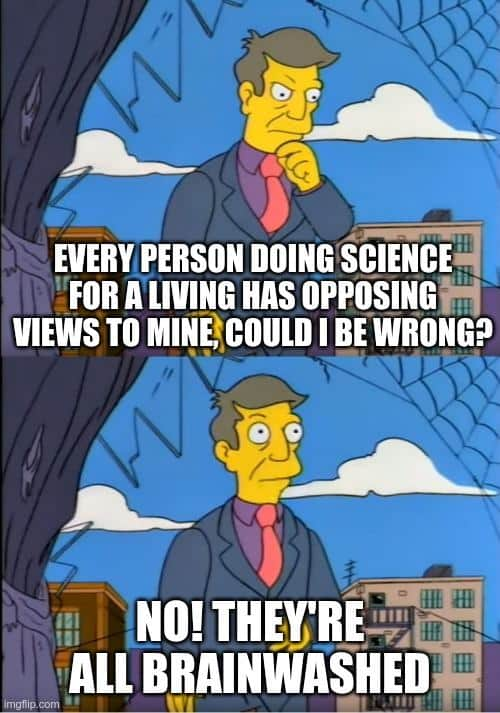 EVERY PERSON DOING SCIENCE
FOR A LIVING HAS OPPOSING
VIEWS TO MINE, COULD I BE WRONG?
NO! THEY'RE
ALL BRAINWASHED
imgflip.com